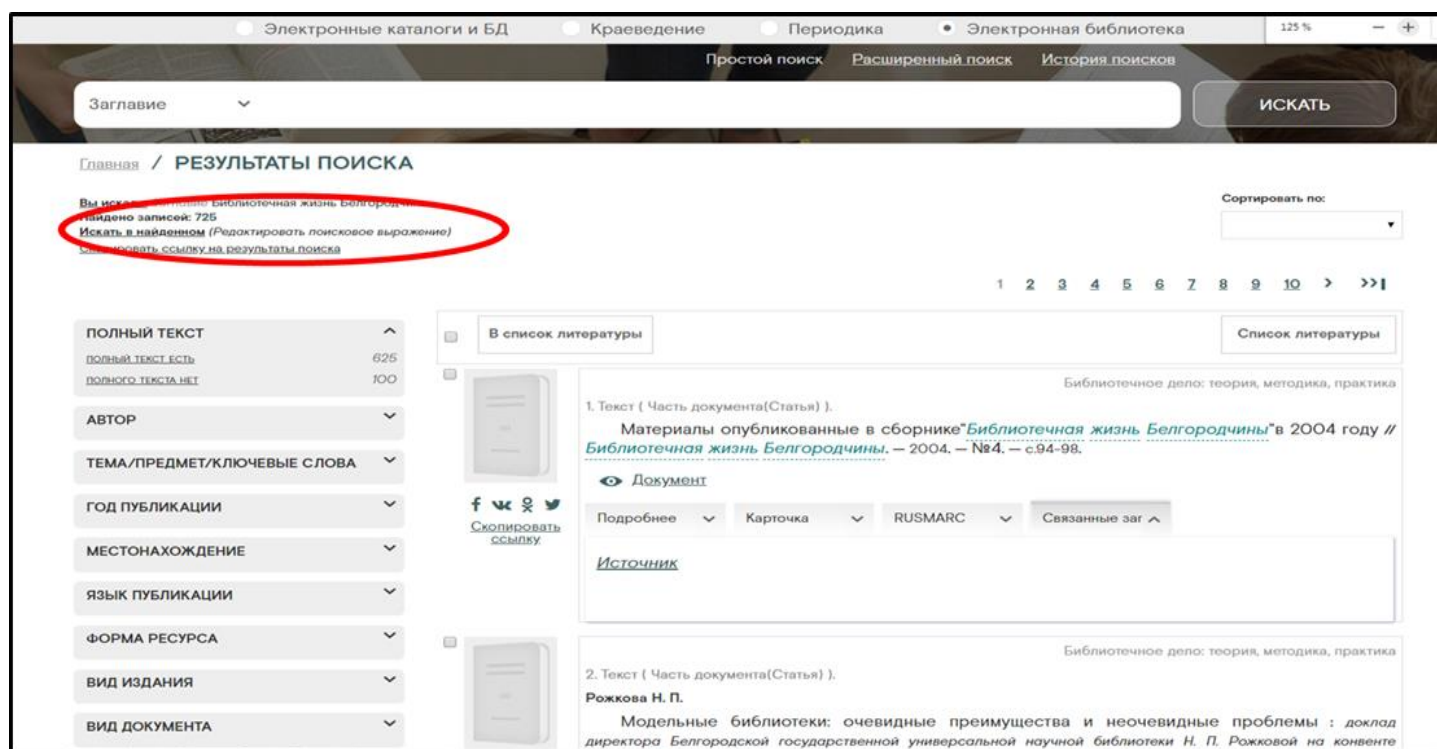 Электронные каталоги и БД Краеведение Периодика Электронная библиотека 125 % — +
Простой поиск Расширенный поиск История поисков
Заглавие ИСКАТЬ
Главная / РЕЗУЛЬТАТЫ ПОИСКА
Вы искали: Заглавие Библиотечная жизнь Белгород
Найдено записей: 725
Искать в найденном (Редактировать поисковое выражение)
Скопировать ссылку на результаты поиска
Сортировать по:
1 2 3 4 5 6 7 8 9 10 > >>|
ПОЛНЫЙ ТЕКСТ
ПОЛНЫЙ ТЕКСТ ЕСТЬ 625
ПОЛНОГО ТЕКСТА НЕТ 100
АВТОР
ТЕМА/ПРЕДМЕТ/КЛЮЧЕВЫЕ СЛОВА
ГОД ПУБЛИКАЦИИ
МЕСТОНАХОЖДЕНИЕ
ЯЗЫК ПУБЛИКАЦИИ
ФОРМА РЕСУРСА
ВИД ИЗДАНИЯ
ВИД ДОКУМЕНТА
В список литературы Список литературы
Библиотечное дело: теория, методика, практика
1. Текст ( Часть документа(Статья) ).
Материалы опубликованные в сборнике"Библиотечная жизнь Белгородчины"в 2004 году //
Библиотечная жизнь Белгородчины. — 2004. — №4. — с.94-98.
Документ
Скопировать
ссылку
Подробнее Карточка RUSMARC Связанные заг
Источник
Библиотечное дело: теория, методика, практика
2. Текст ( Часть документа(Статья) ).
Рожкова Н. П.
Модельные библиотеки: очевидные преимущества и неочевидные проблемы : доклад
директора Белгородской государственной универсальной научной библиотеки Н. П. Рожковой на конвенте